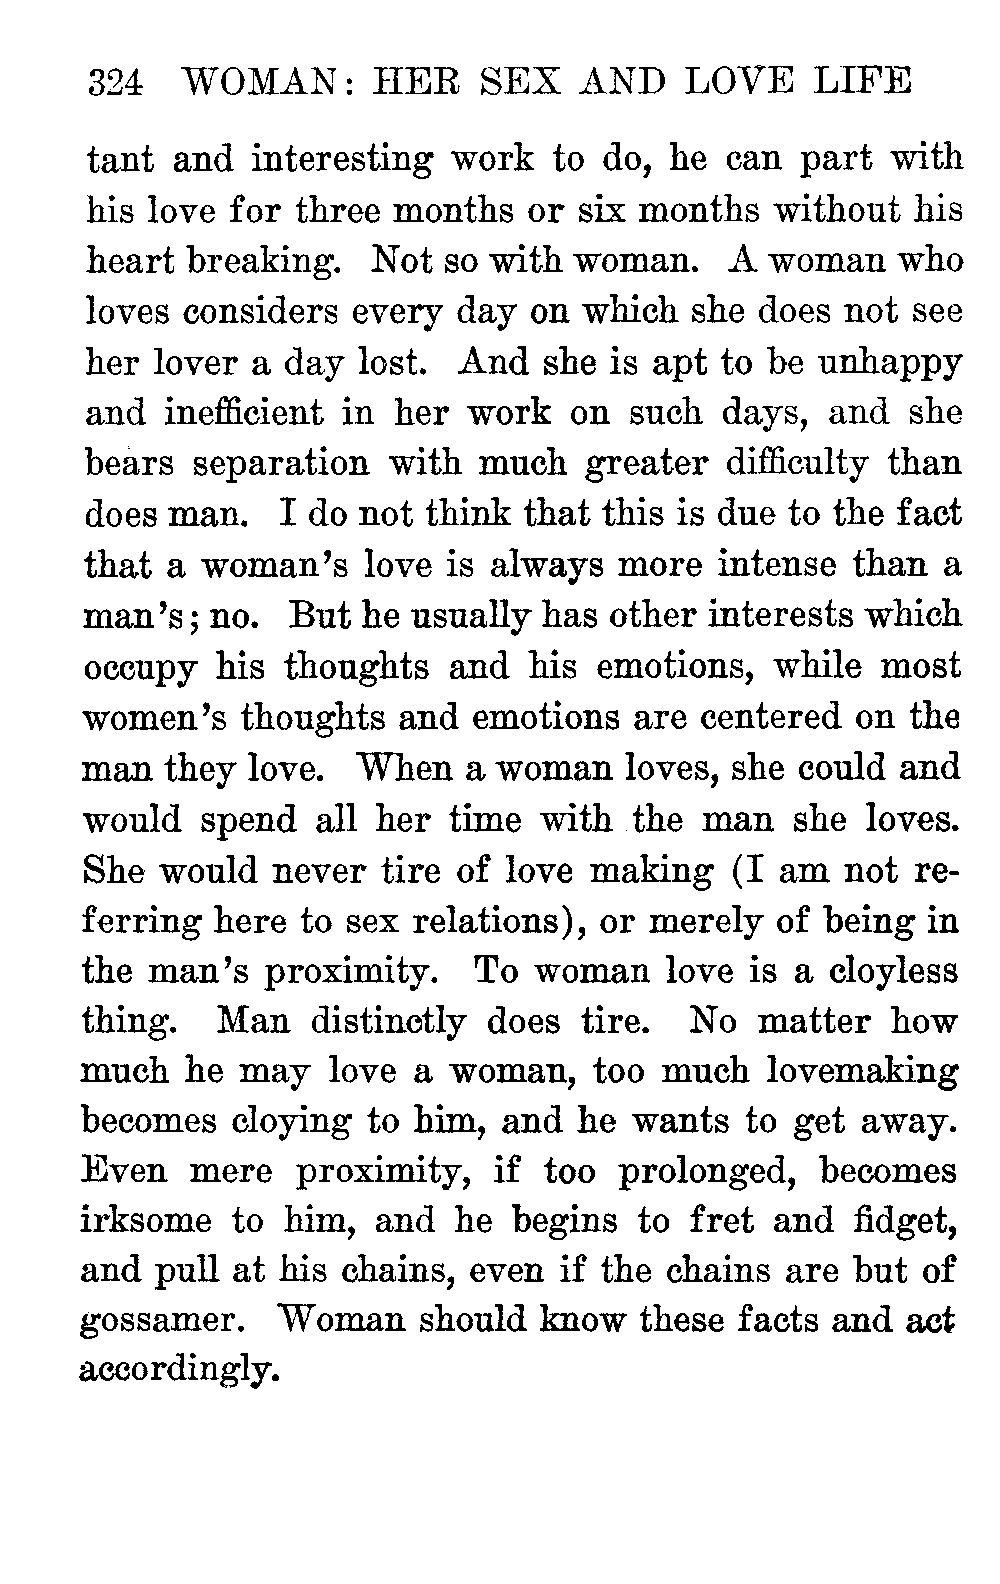 324 WOMAN: HER SEX AND LOVE LIFE
tant and interesting work to do, he can part with
his love for three months or six months without his
heart breaking. Not so with woman. A woman who
loves considers every day on which she does not see
her lover a day lost. And she is apt to be unhappy
and inefficient in her work on such days, and she
bears separation with much greater difficulty than
does man. I do not think that this is due to the fact
that a woman's love is always more intense than a
man's; no. But he usually has other interests which
occupy his thoughts and his emotions, while most
women's thoughts and emotions are centered on the
man they love. When a woman loves, she could and
would spend all her time with the man she loves.
She would never tire of love making (I am not re-
ferring here to sex relations), or merely of being in
the man's proximity. To woman love is a cloyless
thing. Man distinctly does tire. No matter how
much he may love a woman, too much lovemaking
becomes cloying to him, and he wants to get away.
Even mere proximity, if too prolonged, becomes
irksome to him, and he begins to fret and fidget,
and pull at his chains, even if the chains are but of
gossamer. Woman should know these facts and act
accordingly.